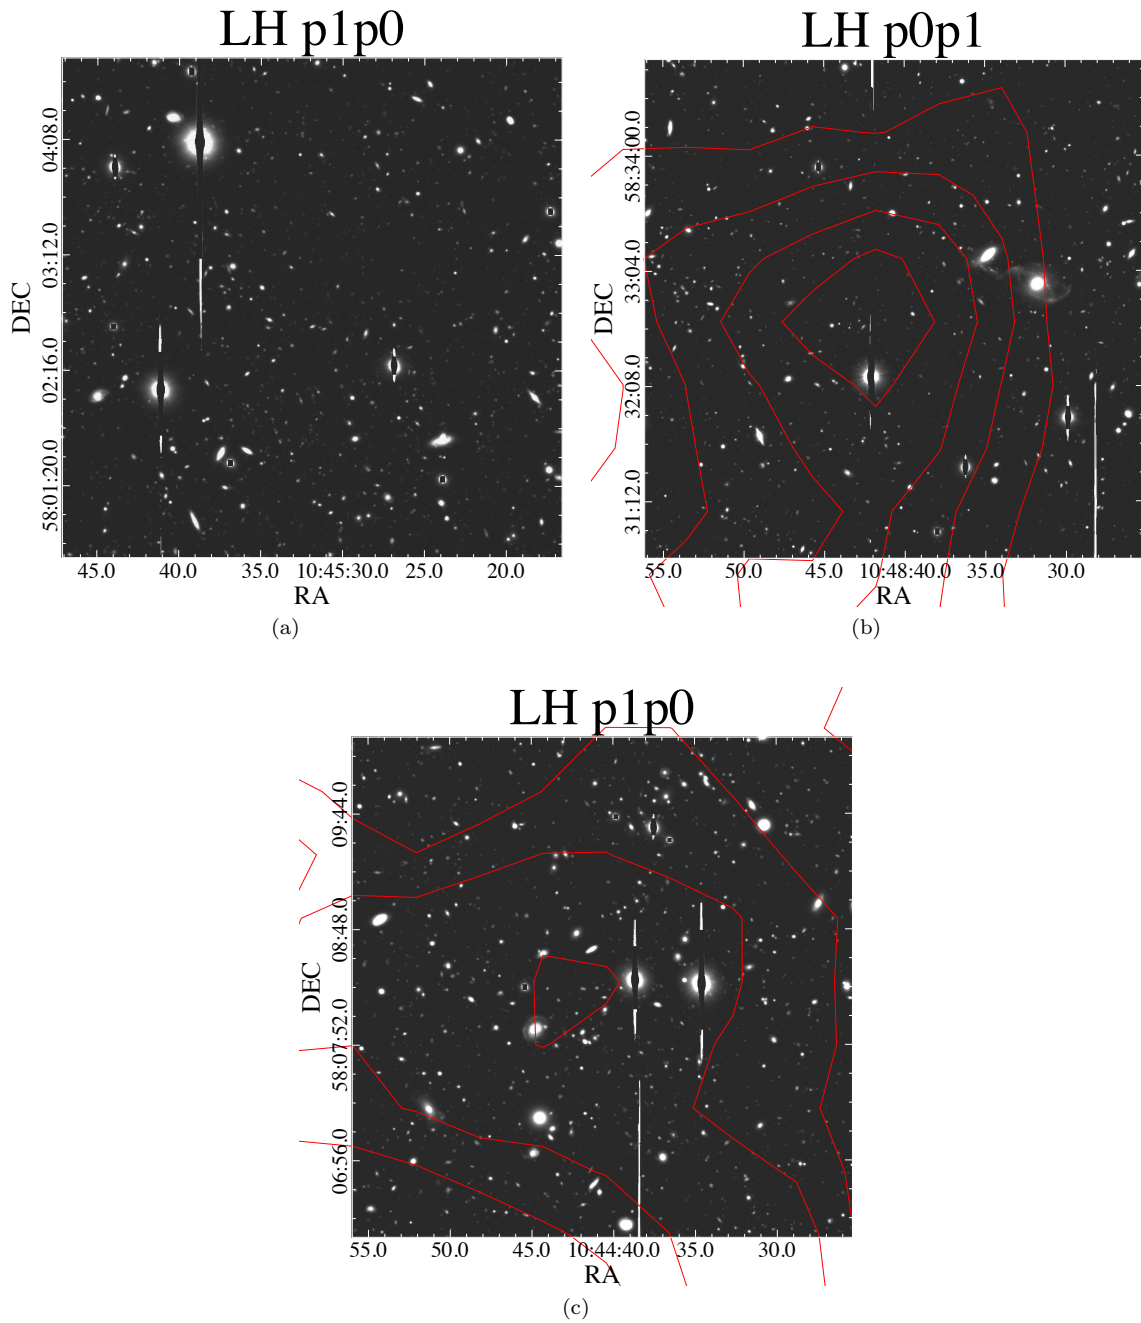 LH p1p0
LH p0p1
04:08.0
03:12.0
02:16.0
58:01:20.0
DEC
45.0 40.0 35.0 10:45:30.0 25.0 20.0
RA
(a)
58:34:00.0
33:04.0
32:08.0
31:12.0
DEC
55.0 50.0 45.0 10:48:40.0 35.0 30.0
RA
(b)
LH p1p0
09:44.0
08:48.0
58:07:52.0
06:56.0
DEC
55.0 50.0 45.0 10:44:40.0 35.0 30.0
RA
(c)